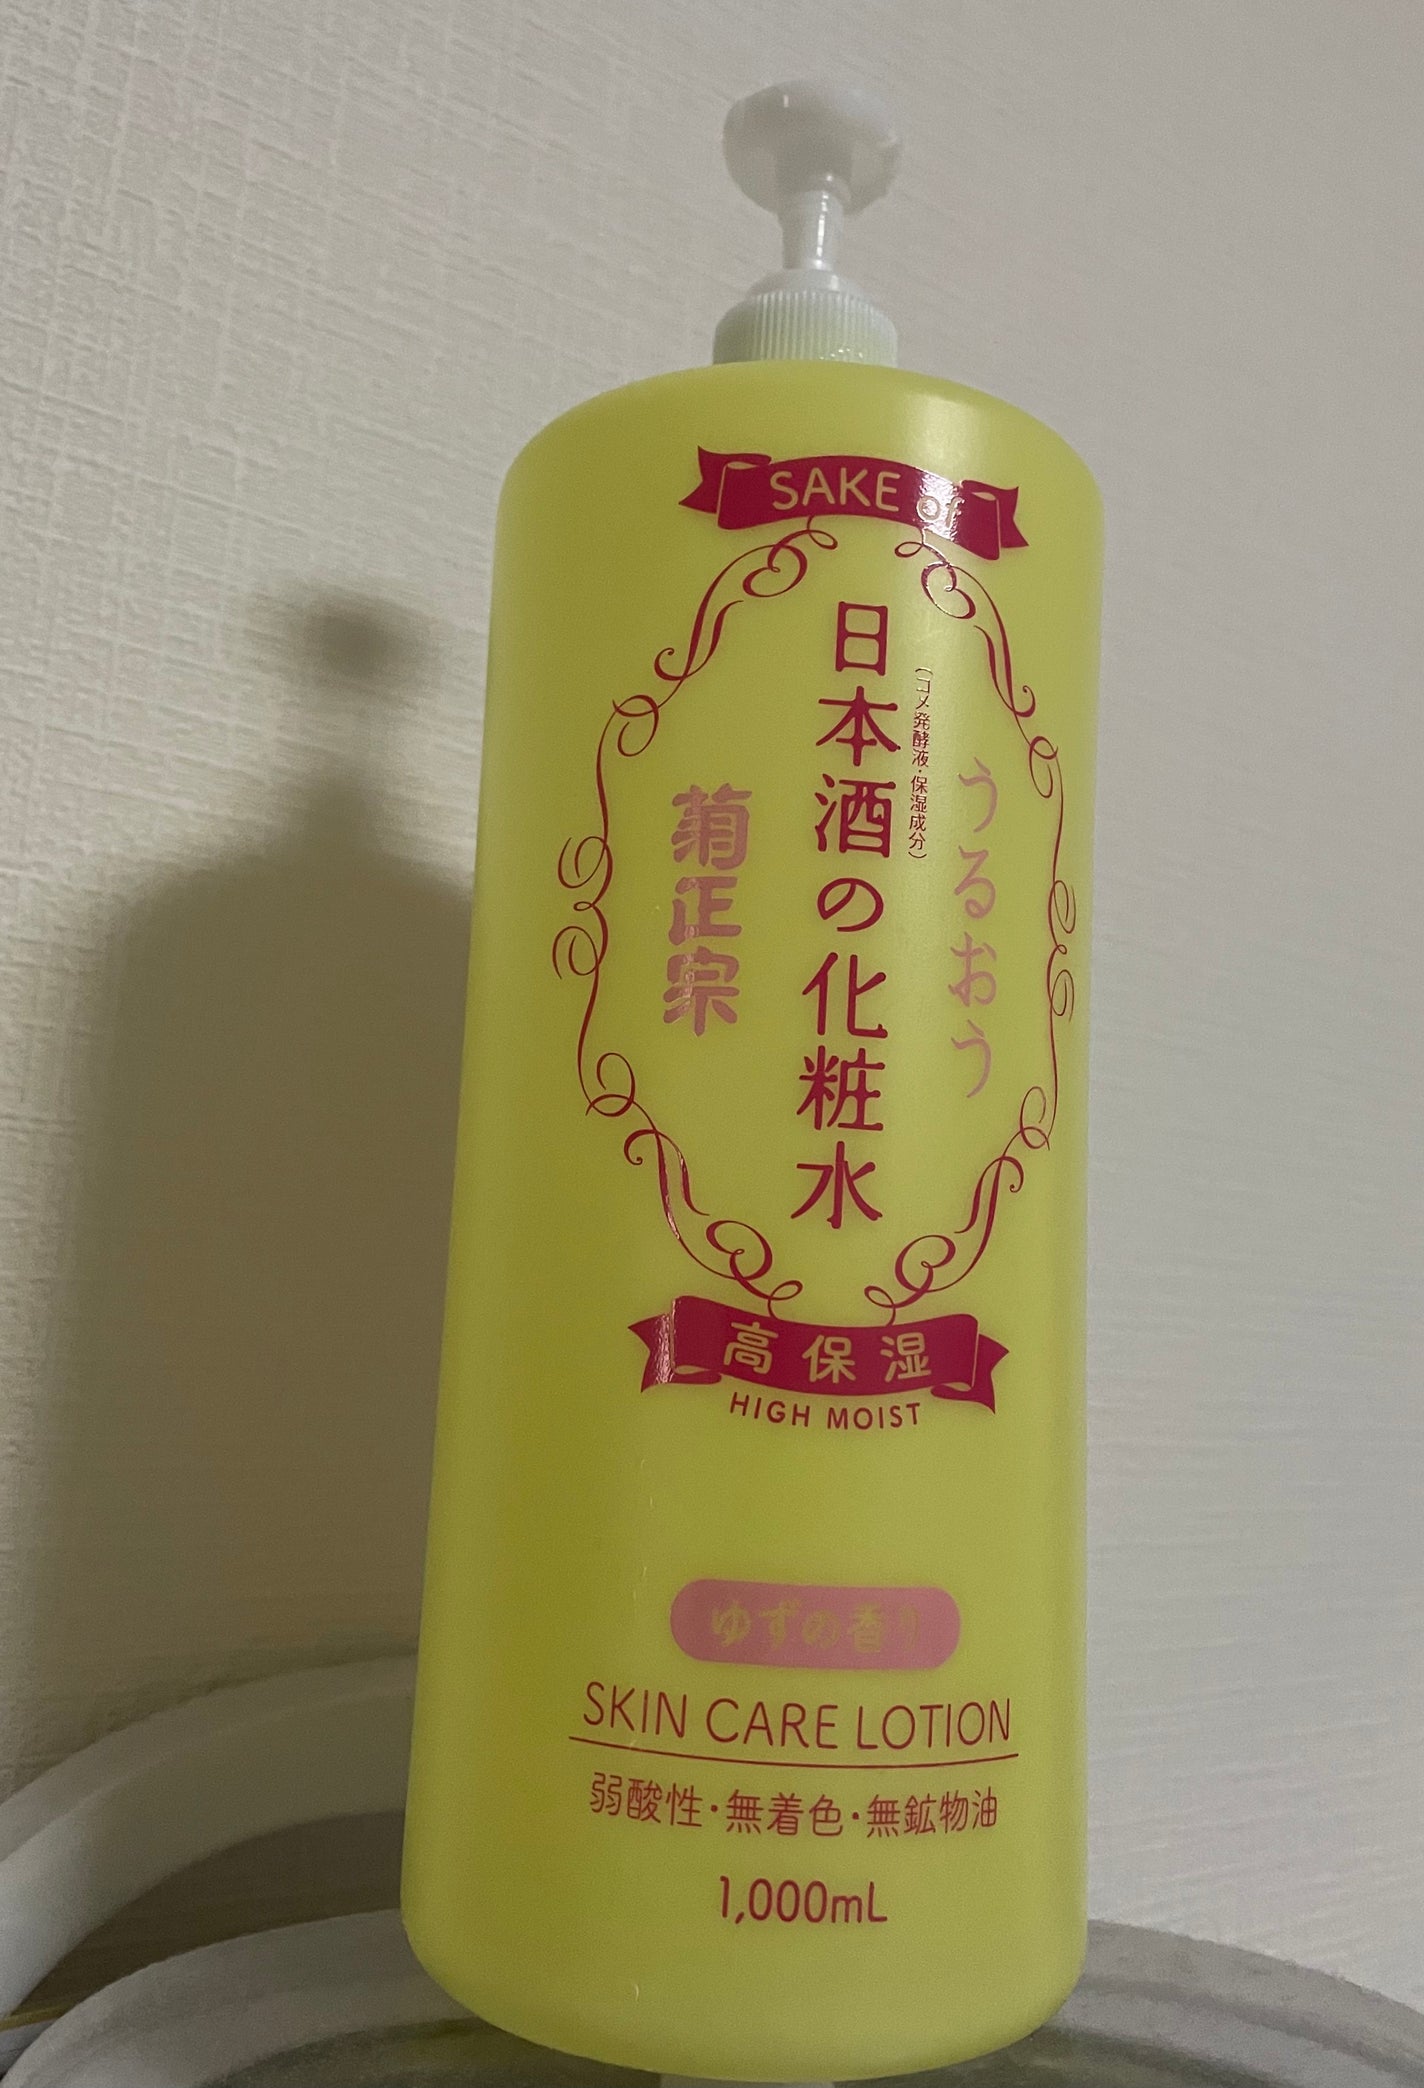 SAKE of
うるおう
日本酒の化粧水
(コメ発酵液・保湿成分)
菊正宗
高保湿
HIGH MOIST
ゆずの香り
SKIN CARE LOTION
弱酸性・無着色・無鉱物油
1,000mL